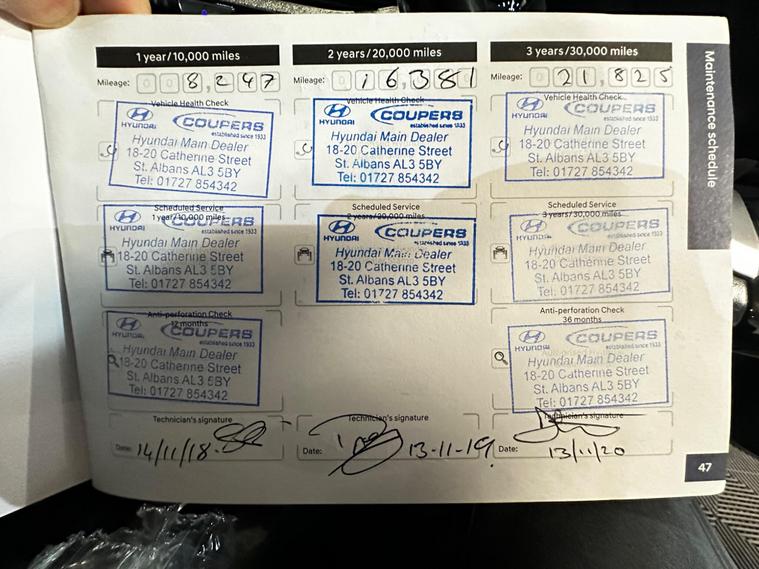 1 year/10,000 miles
Mileage: 008,247
Vehicle Health Check
HYUNDAI COUPERS
established since 1933
Hyundai Main Dealer
18-20 Catherine Street
St. Albans AL3 5BY
Tel: 01727 854342
Scheduled Service
1 year/10,000 miles
HYUNDAI COUPERS
established since 1933
Hyundai Main Dealer
18-20 Catherine Street
St. Albans AL3 5BY
Tel: 01727 854342
Anti-perforation Check
12 months
HYUNDAI COUPERS
established since 1933
Hyundai Main Dealer
18-20 Catherine Street
St. Albans AL3 5BY
Tel: 01727 854342
Technician's signature
Date: 14/11/18
2 years/20,000 miles
Mileage: 016,381
Vehicle Health Check
HYUNDAI COUPERS
established since 1933
Hyundai Main Dealer
18-20 Catherine Street
St. Albans AL3 5BY
Tel: 01727 854342
Scheduled Service
2 years/20,000 miles
HYUNDAI COUPERS
established since 1933
Hyundai Main Dealer
18-20 Catherine Street
St. Albans AL3 5BY
Tel: 01727 854342
Technician's signature
Date: 13-11-19
3 years/30,000 miles
Mileage: 021,825
Vehicle Health Check
HYUNDAI COUPERS
established since 1933
Hyundai Main Dealer
18-20 Catherine Street
St. Albans AL3 5BY
Tel: 01727 854342
Scheduled Service
3 years/30,000 miles
HYUNDAI COUPERS
established since 1933
Hyundai Main Dealer
18-20 Catherine Street
St. Albans AL3 5BY
Tel: 01727 854342
Anti-perforation Check
36 months
HYUNDAI COUPERS
established since 1933
Hyundai Main Dealer
18-20 Catherine Street
St. Albans AL3 5BY
Tel: 01727 854342
Technician's signature
Date: 13/11/20
Maintenance schedule
47